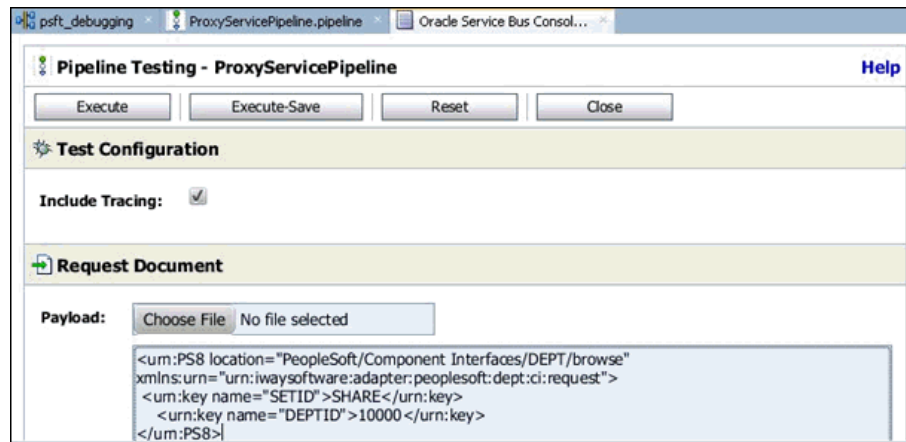 psft_debugging ProxyServicePipeline.pipeline Oracle Service Bus Consol...
Pipeline Testing - ProxyServicePipeline Help
Execute Execute-Save Reset Close
Test Configuration
Include Tracing:
Request Document
Payload: Choose File No file selected
<urn:PS8 location="PeopleSoft/Component Interfaces/DEPT/browse"
xmlns:urn="urn:iwaysoftware:adapter:peoplesoft:dept:ci:request">
<urn:key name="SETID">SHARE</urn:key>
<urn:key name="DEPTID">10000</urn:key>
</urn:PS8>